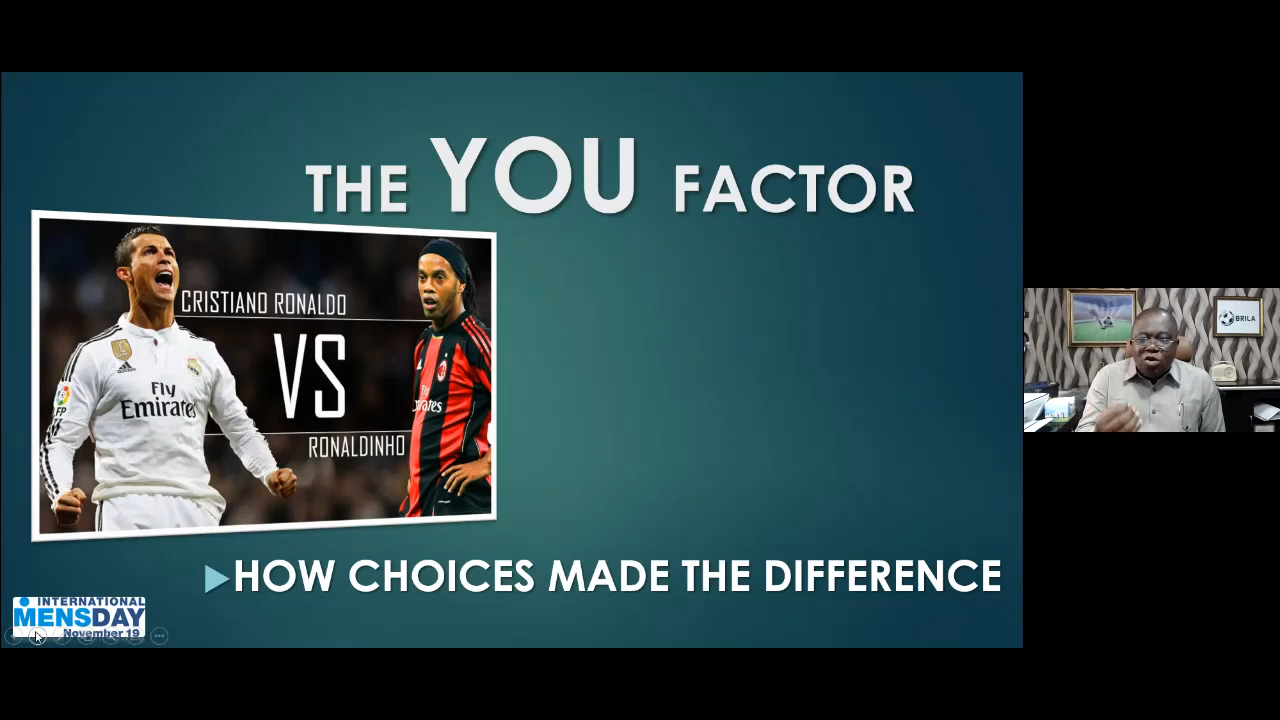 THE YOU FACTOR
CRISTIANO RONALDO
VS
RONALDINHO
Fly
Emirates
HOW CHOICES MADE THE DIFFERENCE
INTERNATIONAL
MENSDAY
November 19
BRILA